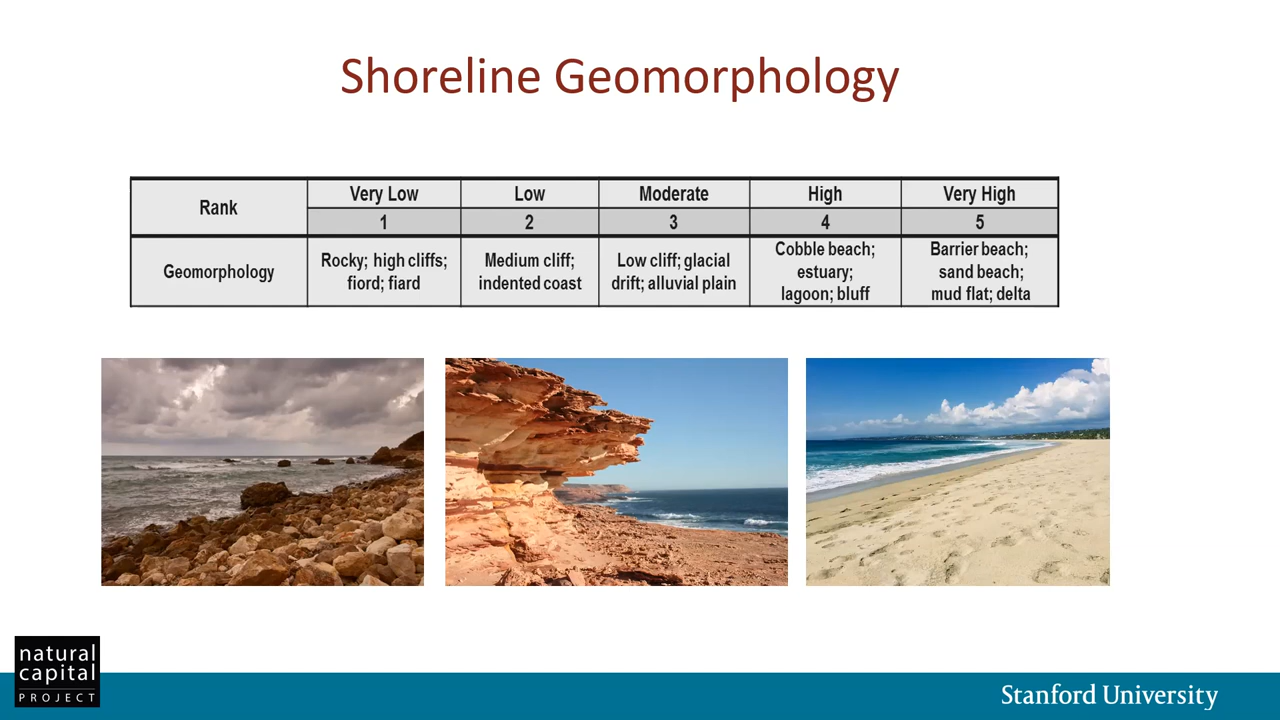 Shoreline Geomorphology
Rank
Very Low
Low
Moderate
High
Very High
1
2
3
4
5
Geomorphology
Rocky; high cliffs;
fiord; fiard
Medium cliff;
indented coast
Low cliff; glacial
drift; alluvial plain
Cobble beach;
estuary;
lagoon; bluff
Barrier beach;
sand beach;
mud flat; delta
natural
capital
PROJECT
Stanford University